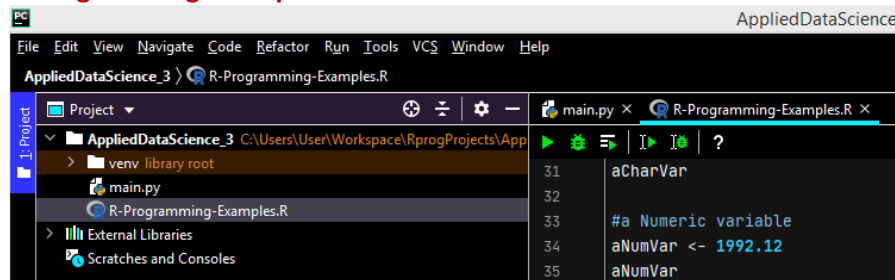 PC AppliedDataScience
File Edit View Navigate Code Refactor Run Tools VCS Window Help
AppliedDataScience_3 〉 R-Programming-Examples.R
1: Project
Project
main.py × R-Programming-Examples.R ×
AppliedDataScience_3 C:\Users\User\Workspace\RprogProjects\App
venv library root
main.py
R-Programming-Examples.R
External Libraries
Scratches and Consoles
31 aCharVar
32
33 #a Numeric variable
34 aNumVar <- 1992.12
35 aNumVar